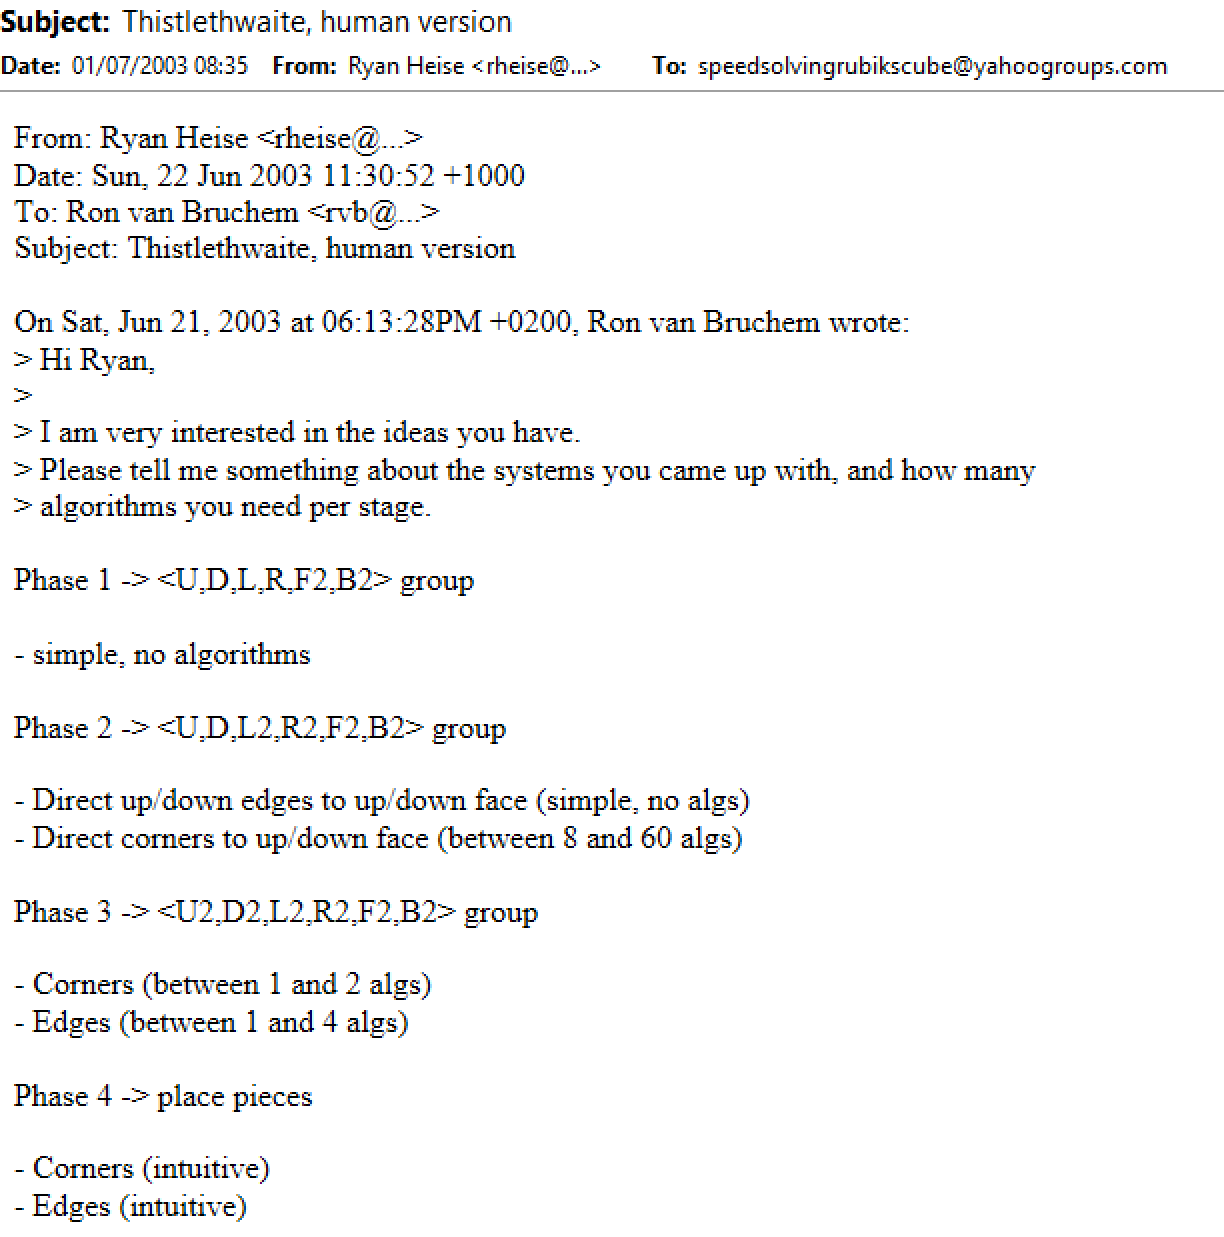 Subject: Thistlethwaite, human version
Date: 01/07/2003 08:35 From: Ryan Heise <rheise@...> To: speedsolvingrubikscube@yahoogroups.com
From: Ryan Heise <rheise@...>
Date: Sun, 22 Jun 2003 11:30:52 +1000
To: Ron van Bruchem <rvb@...>
Subject: Thistlethwaite, human version
On Sat, Jun 21, 2003 at 06:13:28PM +0200, Ron van Bruchem wrote:
> Hi Ryan,
>
> I am very interested in the ideas you have.
> Please tell me something about the systems you came up with, and how many
> algorithms you need per stage.
Phase 1 -> <U,D,L,R,F2,B2> group
- simple, no algorithms
Phase 2 -> <U,D,L2,R2,F2,B2> group
- Direct up/down edges to up/down face (simple, no algs)
- Direct corners to up/down face (between 8 and 60 algs)
Phase 3 -> <U2,D2,L2,R2,F2,B2> group
- Corners (between 1 and 2 algs)
- Edges (between 1 and 4 algs)
Phase 4 -> place pieces
- Corners (intuitive)
- Edges (intuitive)